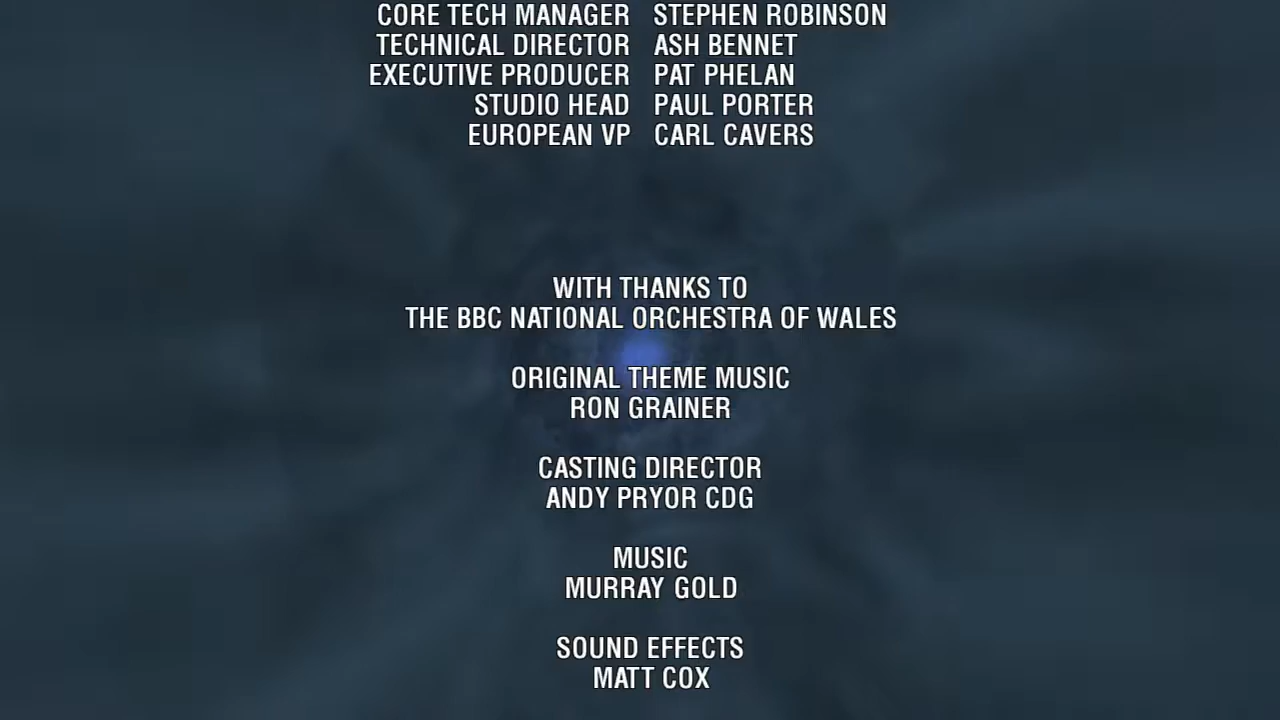 CORE TECH MANAGER STEPHEN ROBINSON
TECHNICAL DIRECTOR ASH BENNET
EXECUTIVE PRODUCER PAT PHELAN
STUDIO HEAD PAUL PORTER
EUROPEAN VP CARL CAVERS
WITH THANKS TO
THE BBC NATIONAL ORCHESTRA OF WALES
ORIGINAL THEME MUSIC
RON GRAINER
CASTING DIRECTOR
ANDY PRYOR CDG
MUSIC
MURRAY GOLD
SOUND EFFECTS
MATT COX